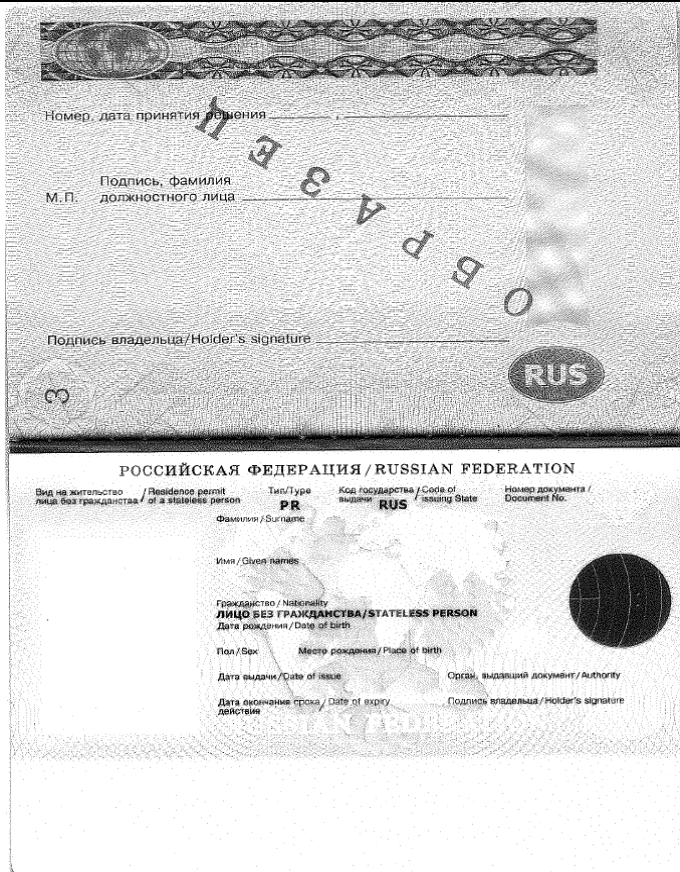 Номер, дата принятия решения ,
Подпись, фамилия
М.П. должностного лица
ОБРАЗЕЦ
Подпись владельца/Holder's signature
RUS
3
РОССИЙСКАЯ ФЕДЕРАЦИЯ/RUSSIAN FEDERATION
Вид на жительство / Residence permit Тип/Type Код государства / Code of Номер документа /
лица без гражданства / of a stateless person PR выдачи RUS issuing State Document No.
Фамилия/Surname
Имя/Given names
Гражданство/Nationality
ЛИЦО БЕЗ ГРАЖДАНСТВА/STATELESS PERSON
Дата рождения/Date of birth
Пол/Sex Место рождения/Place of birth
Дата выдачи/Date of issue Орган, выдавший документ/Authority
Дата окончания срока/ Date of expiry Подпись владельца/Holder's signature
действия
RUSSIAN FEDERATION